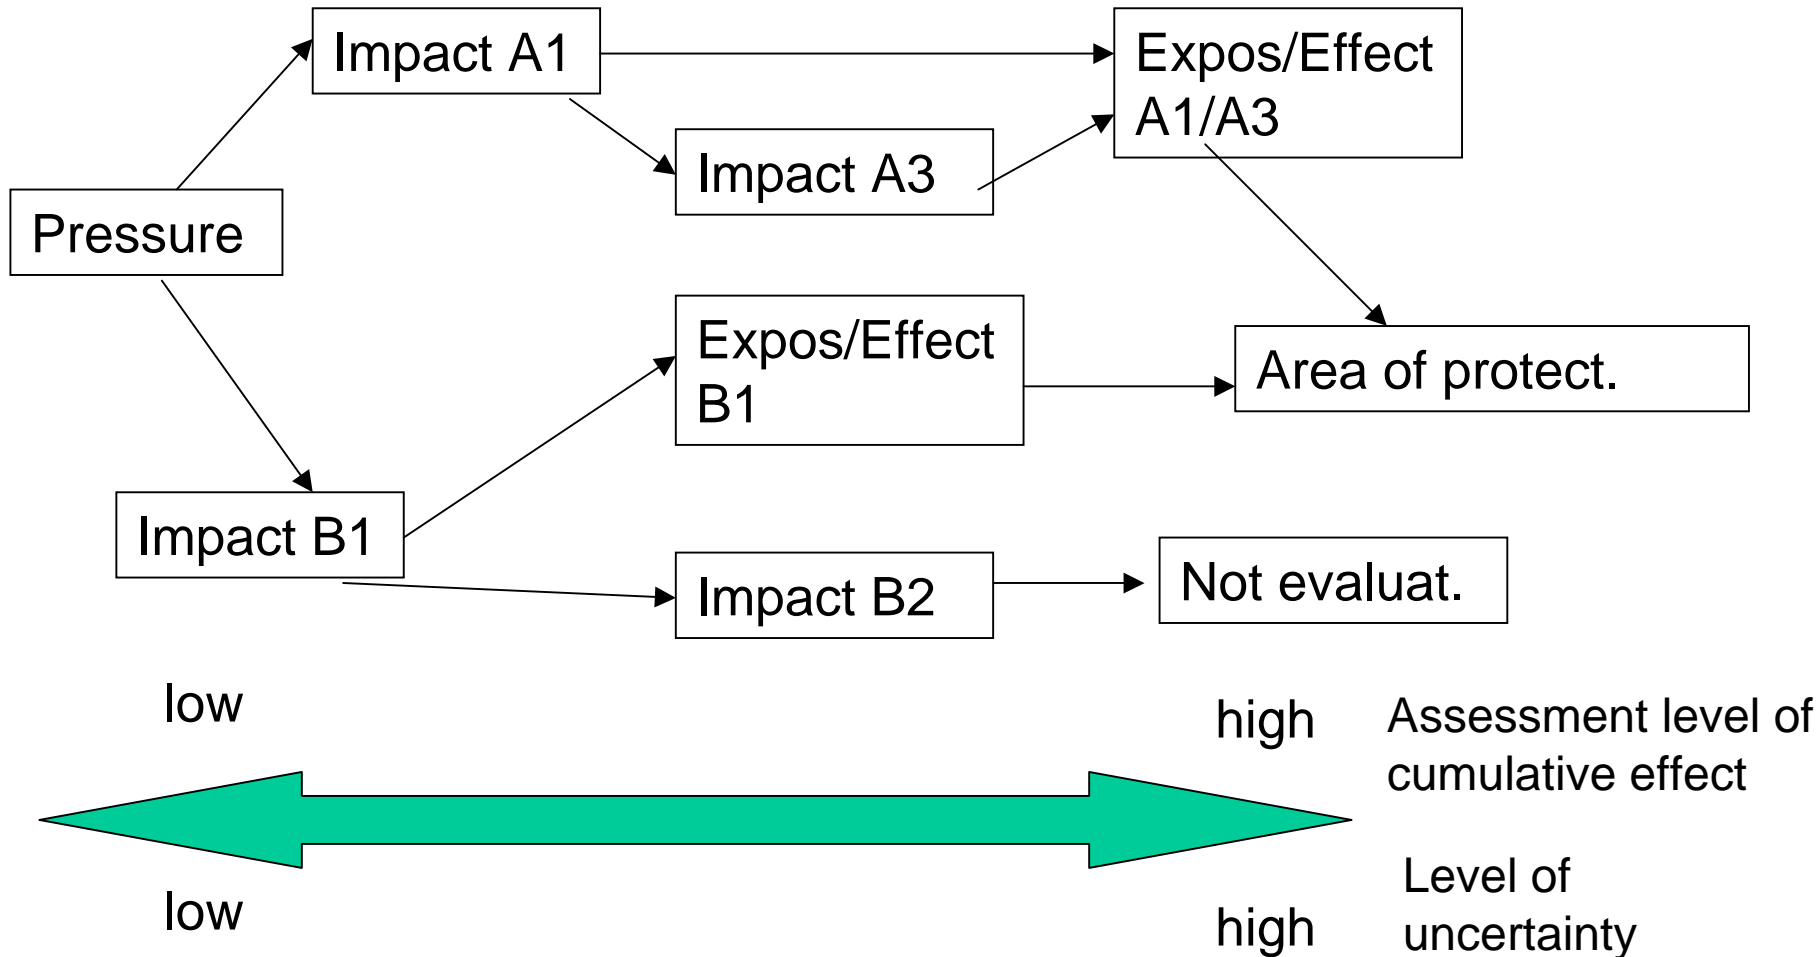 Impact A1
Expos/Effect
A1/A3
Impact A3
Pressure
Expos/Effect
B1
Area of protect.
Impact B1
Impact B2
Not evaluat.
low
high
Assessment level of
cumulative effect
low
high
Level of
uncertainty